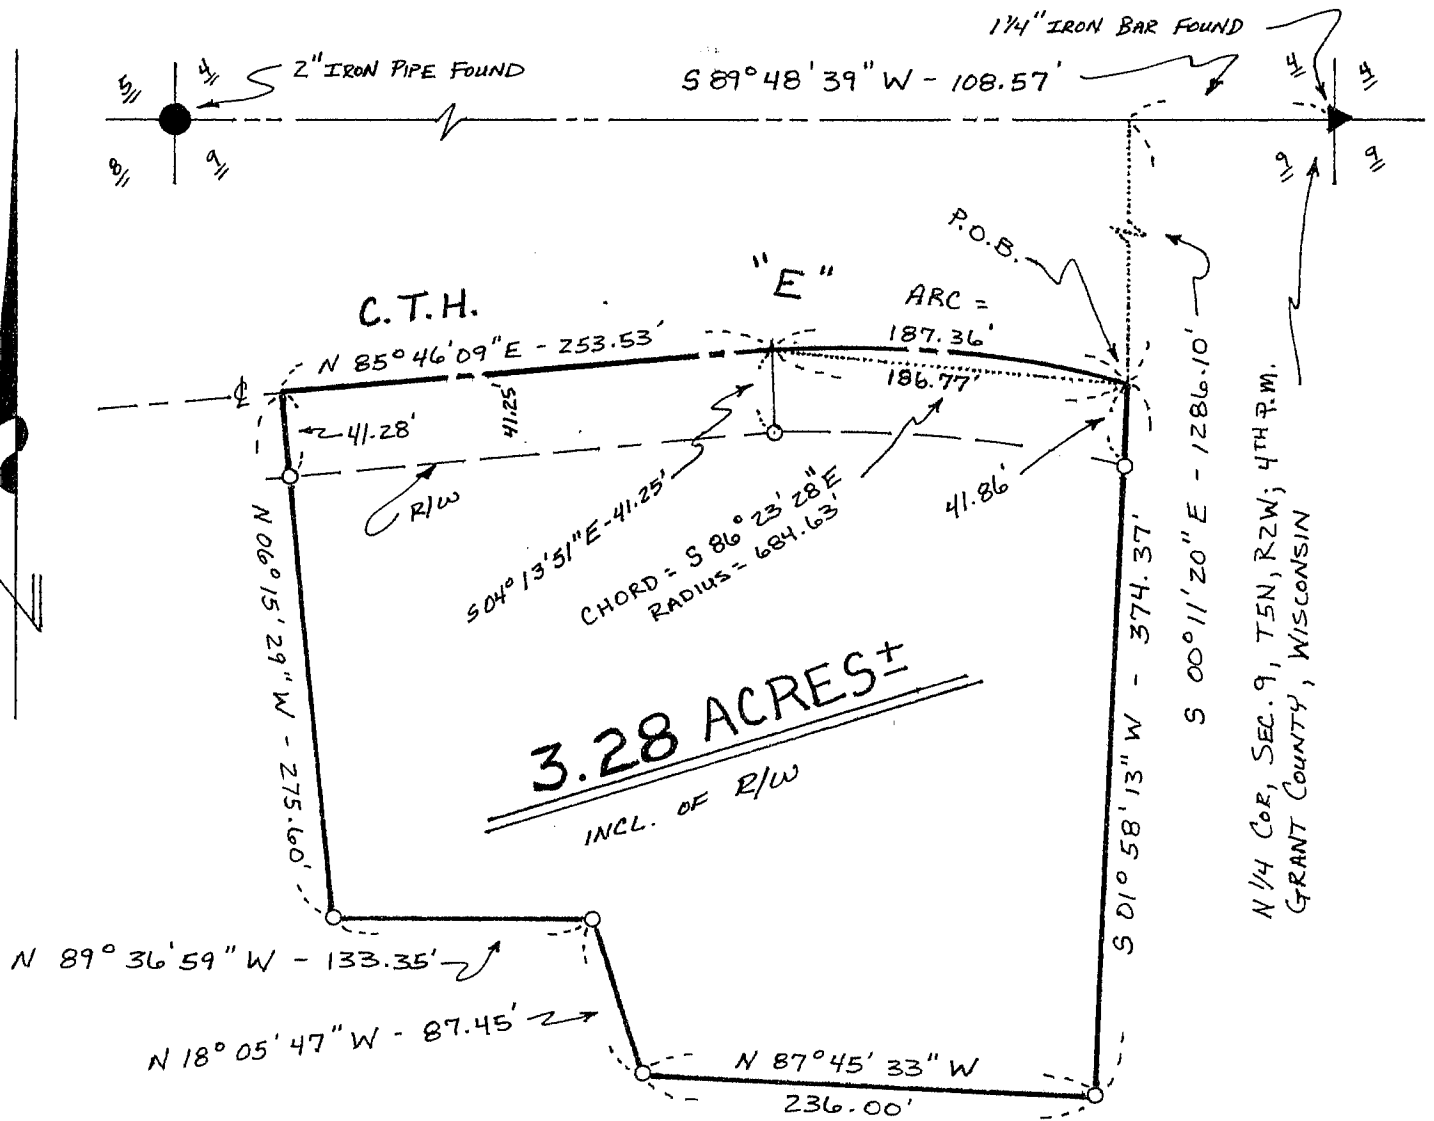 1¼" IRON BAR FOUND
2" IRON PIPE FOUND
S 89° 48' 39" W - 108.57'
5
4
4
4
8
9
9
9
P.O.B.
"E"
C.T.H.
ARC =
187.36'
N 85° 46' 09" E - 253.53'
186.77'
℄
41.28'
41.25'
R/W
S 04° 13' 51" E - 41.25'
CHORD = S 86° 23' 28" E
RADIUS = 684.63'
41.86'
N 06° 15' 29" W - 275.60'
S 01° 58' 13" W - 374.37'
S 00° 11' 20" E - 1286.10'
N 1/4 COR, SEC. 9, T5N, R2W; 4TH P.M.
GRANT COUNTY, WISCONSIN
3.28 ACRES±
INCL. OF R/W
N 89° 36' 59" W - 133.35'
N 18° 05' 47" W - 87.45'
N 87° 45' 33" W
236.00'